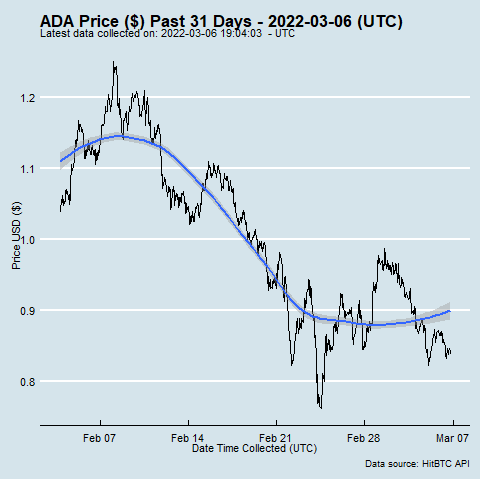 ADA Price ($) Past 31 Days - 2022-03-06 (UTC)
Latest data collected on: 2022-03-06 19:04:03 - UTC
1.2
1.1
1.0
0.9
0.8
Price USD ($)
Feb 07 Feb 14 Feb 21 Feb 28 Mar 07
Date Time Collected (UTC)
Data source: HitBTC API